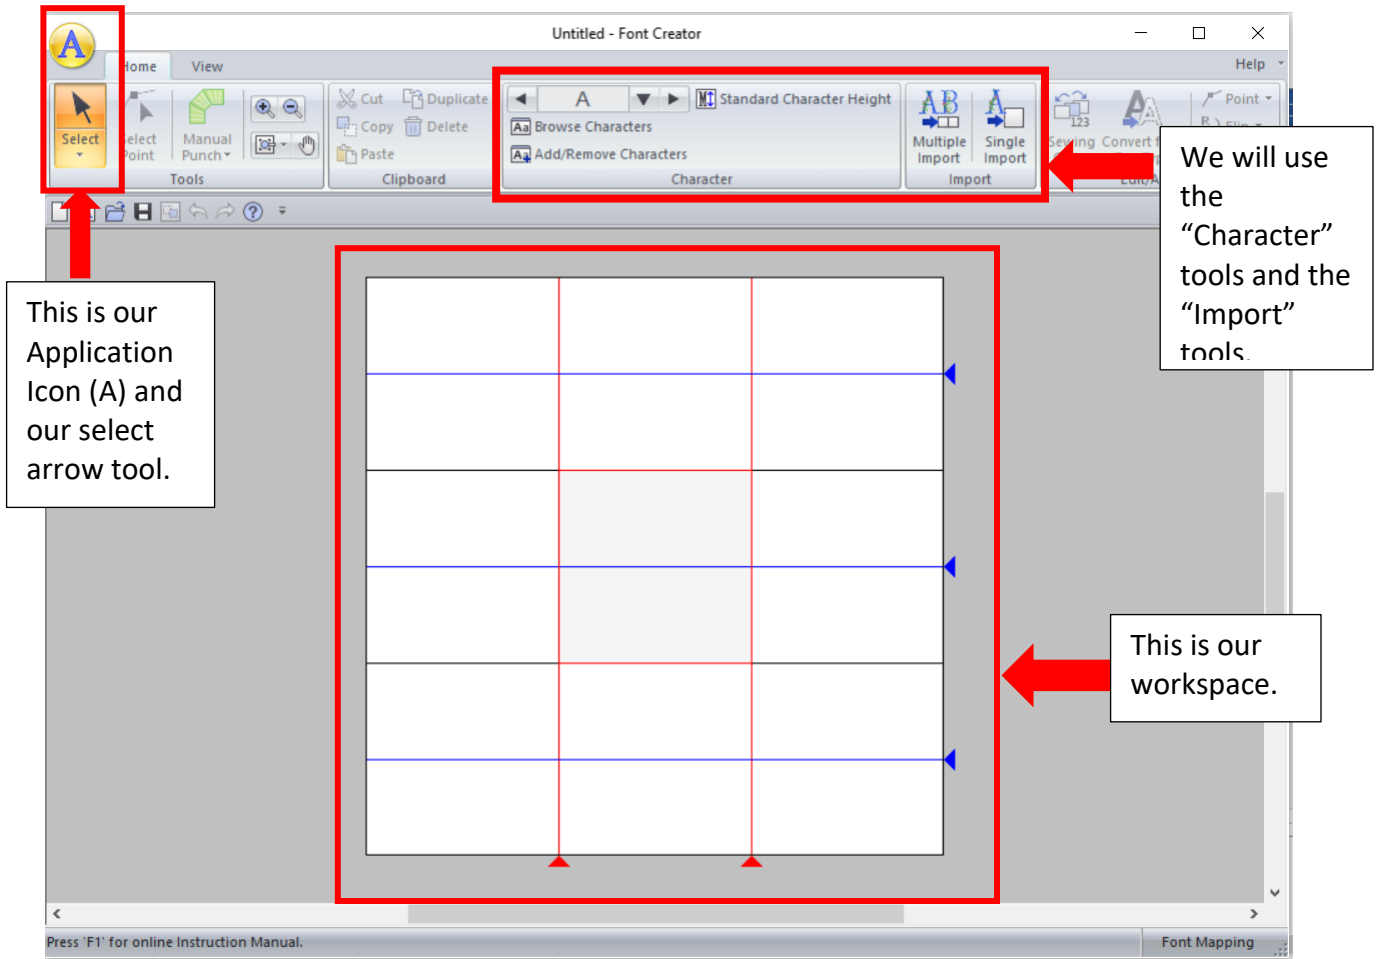 Untitled - Font Creator
A
Home View Help
Cut Duplicate A Standard Character Height AB A 123 A Point
Select Select Point Manual Punch Copy Delete Browse Characters Multiple Import Single Import Sewing Convert
Paste Add/Remove Characters
Tools Clipboard Character Import
This is our
Application
Icon (A) and
our select
arrow tool.
We will use
the
“Character”
tools and the
“Import”
tools.
This is our
workspace.
Press 'F1' for online Instruction Manual. Font Mapping